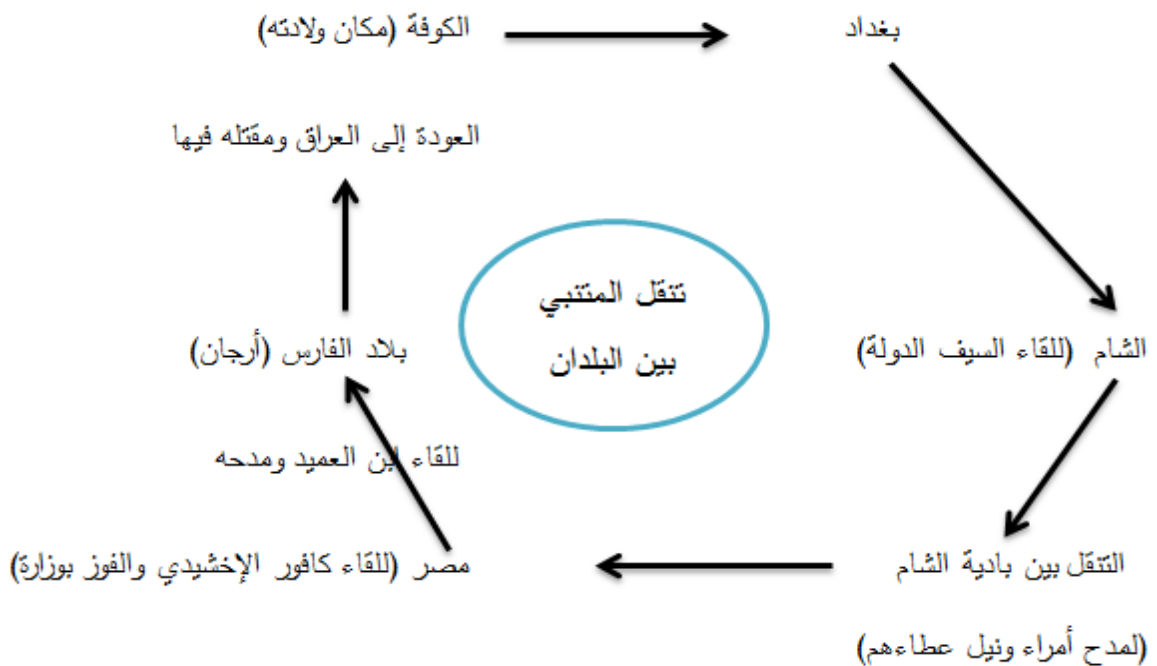 الكوفة (مكان ولادته)
بغداد
الشام (للقاء السيف الدولة)
التنقل بين بادية الشام
(لمدح أمراء ونيل عطاءهم)
مصر (للقاء كافور الإخشيدي والفوز بوزارة)
للقاء ابن العميد ومدحه
بلاد الفارس (أرجان)
العودة إلى العراق ومقتله فيها
تنقل المتنبي
بين البلدان